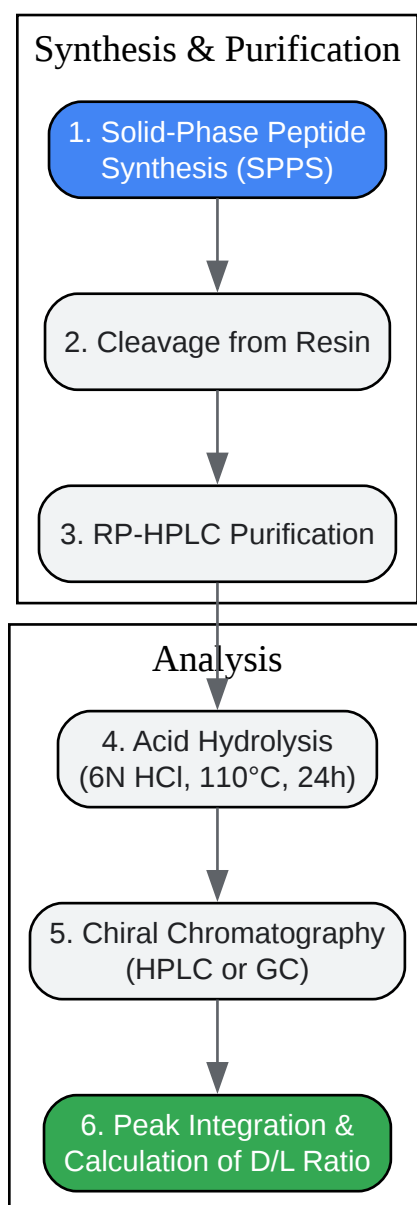 Synthesis & Purification
1. Solid-Phase Peptide
Synthesis (SPPS)
2. Cleavage from Resin
3. RP-HPLC Purification
Analysis
4. Acid Hydrolysis
(6N HCl, 110°C, 24h)
5. Chiral Chromatography
(HPLC or GC)
6. Peak Integration &
Calculation of D/L Ratio